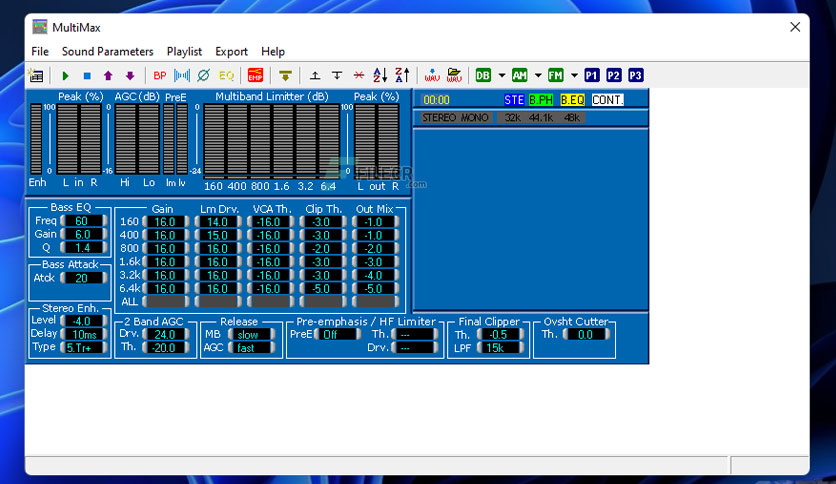 MultiMax
File Sound Parameters Playlist Export Help
BP EQ EMP A Z Z A WAV WAV DB AM FM P1 P2 P3
Peak (%) AGC (dB) PreE Multiband Limitter (dB) Peak (%)
100 0 0 0 100
0 -16 -24 0
Enh L in R Hi Lo lm lv 160 400 800 1.6 3.2 6.4 L out R
FILECR
.com
00:00 STE B.PH B.EQ CONT.
STEREO MONO 32k 44.1k 48k
Bass EQ
Freq 60
Gain 6.0
Q 1.4
Bass Attack
Atck 20
Stereo Enh.
Level -4.0
Delay 10ms
Type 5.Tr+
Gain Lm Drv. VCA Th. Clip Th. Out Mix
160 16.0 14.0 -16.0 -3.0 -1.0
400 16.0 15.0 -16.0 -3.0 -1.0
800 16.0 16.0 -16.0 -2.0 -2.0
1.6k 16.0 16.0 -16.0 -3.0 -3.0
3.2k 16.0 16.0 -16.0 -3.0 -4.0
6.4k 16.0 16.0 -16.0 -5.0 -5.0
ALL
2 Band AGC
Drv. 24.0
Th. -20.0
Release
MB slow
AGC fast
Pre-emphasis / HF Limiter
PreE Off Th. ---
Drv. ---
Final Clipper
Th. -0.5
LPF 15k
Ovsht Cutter
Th. 0.0